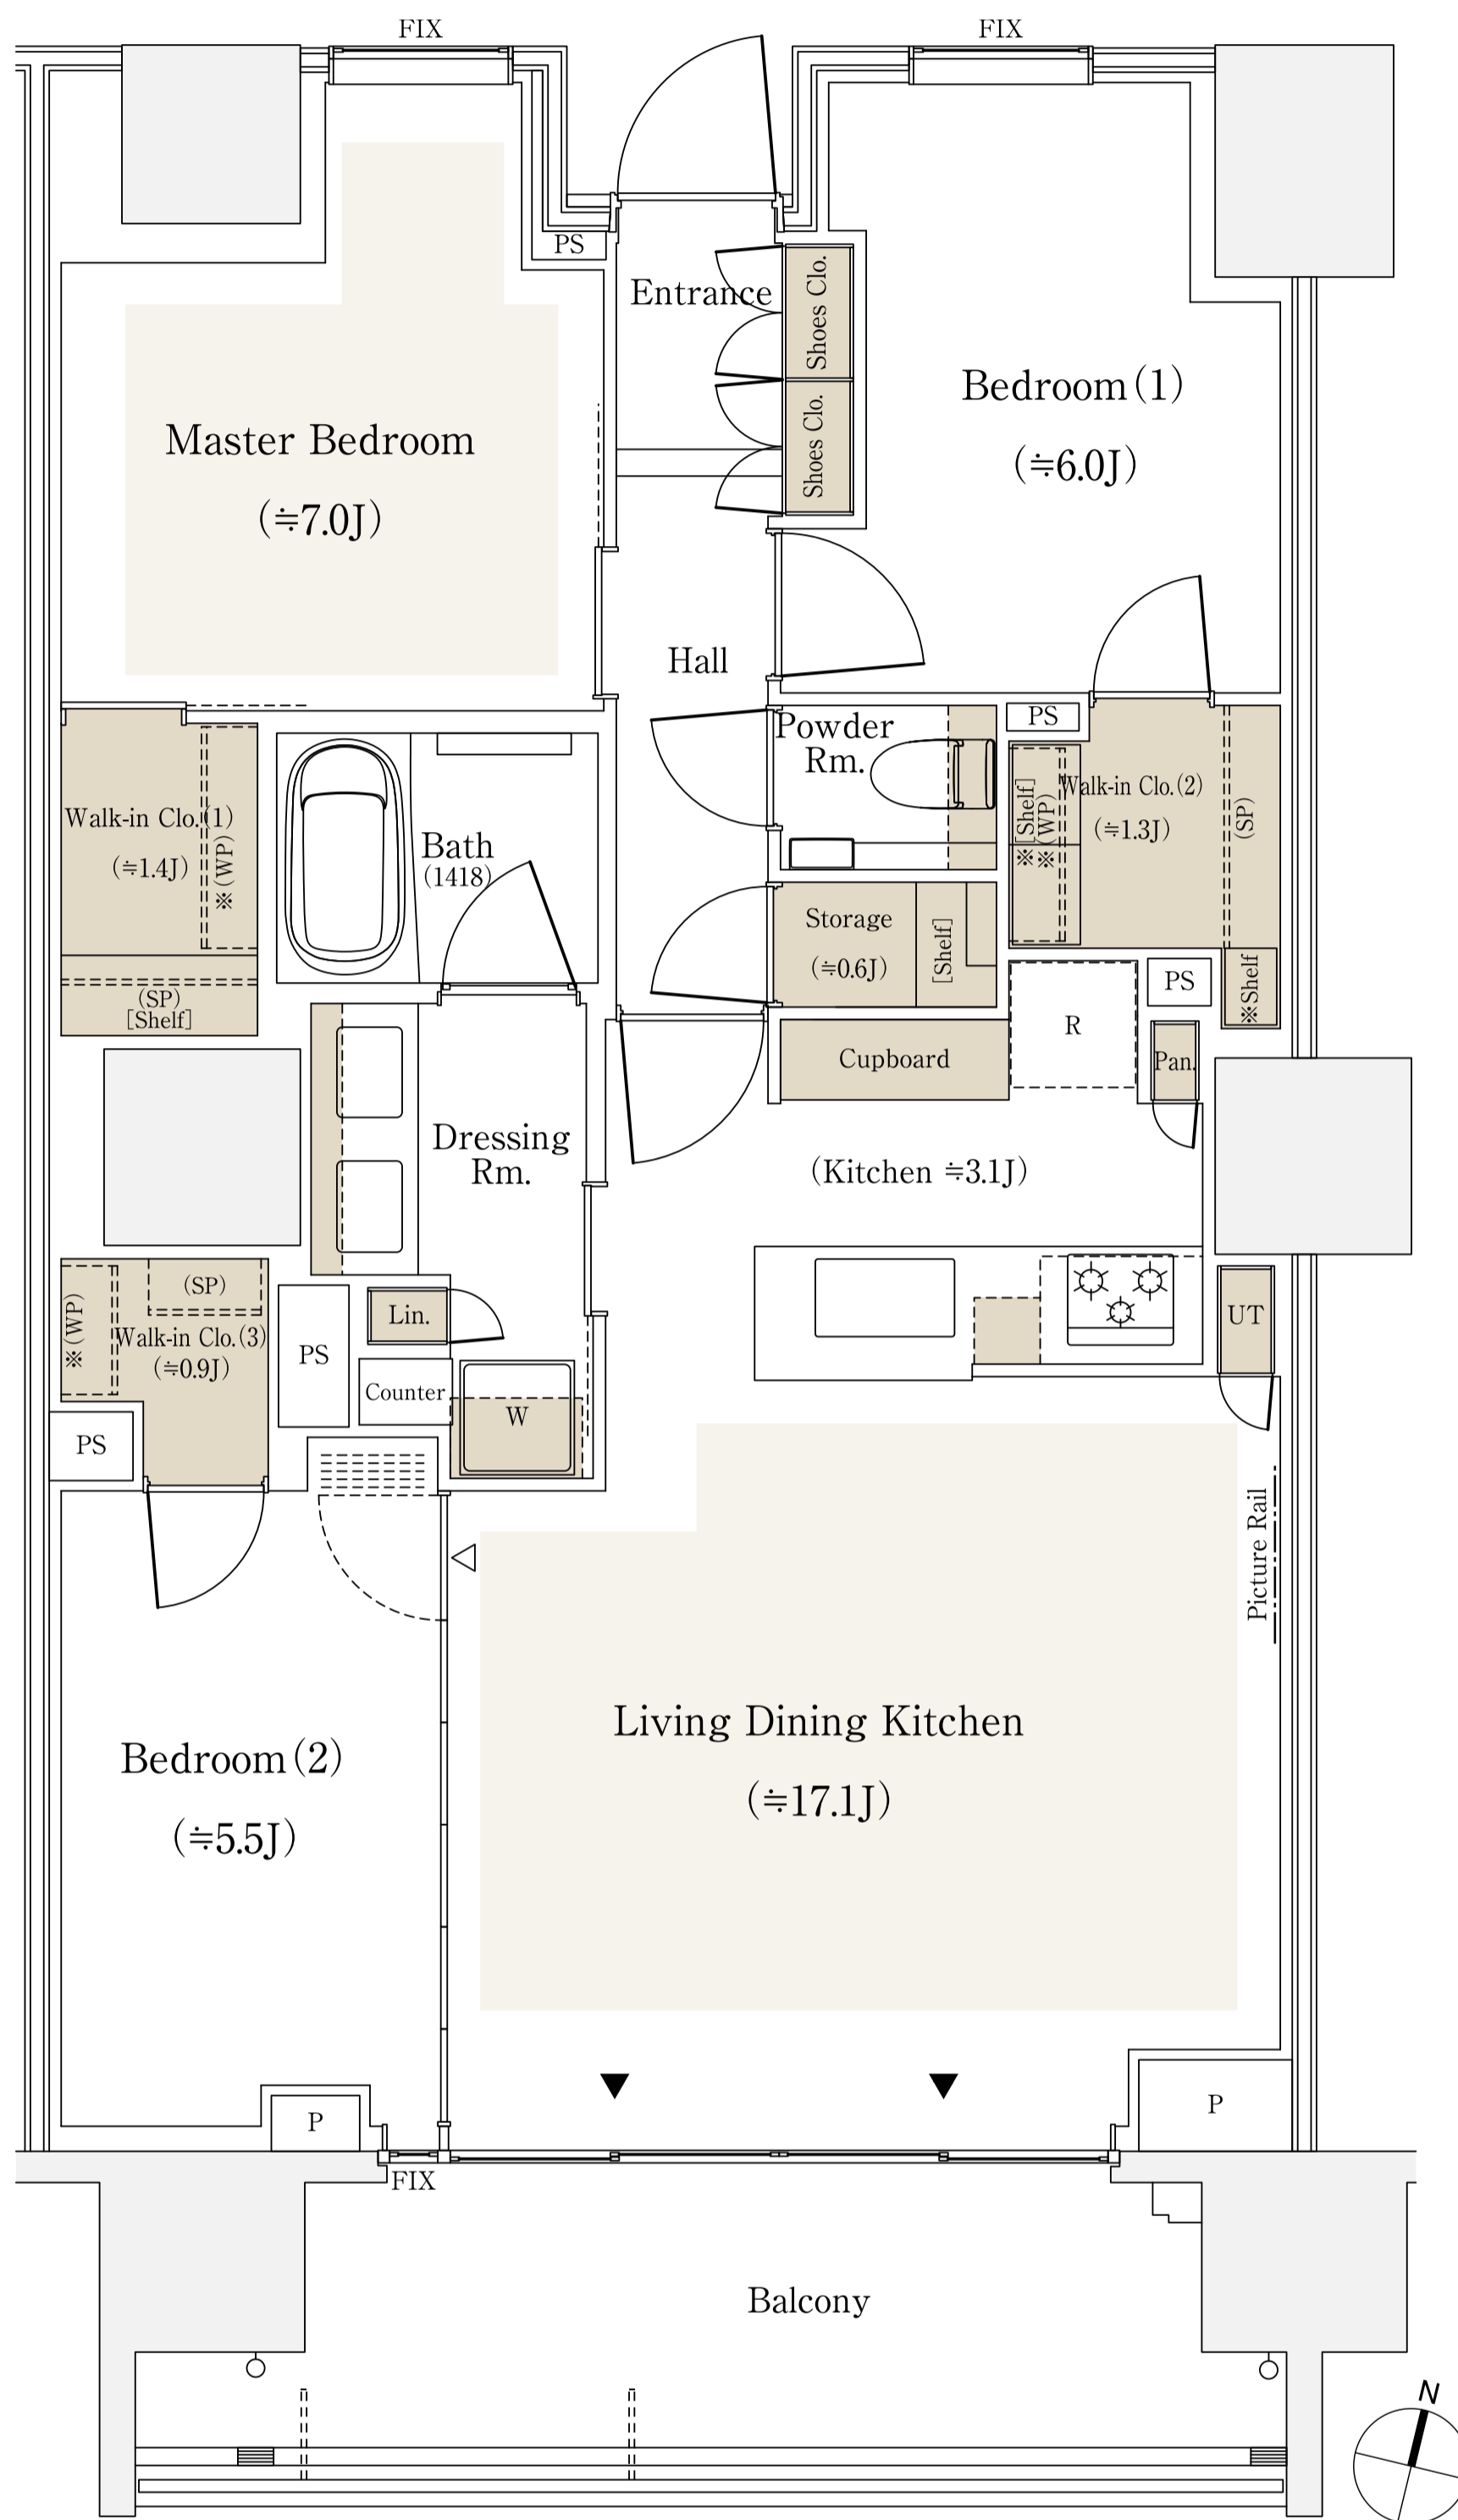 FIX
FIX
PS
Entrance
Shoes Clo.
Shoes Clo.
Bedroom(1)
(≒6.0J)
Master Bedroom
(≒7.0J)
Hall
Powder
Rm.
PS
Walk-in Clo.(1)
(≒1.4J)
※(WP)
(SP)
[Shelf]
Bath
(1418)
※[Shelf]
※(WP)
Walk-in Clo.(2)
(≒1.3J)
(SP)
Storage
(≒0.6J)
[Shelf]
PS
※Shelf
R
Cupboard
Pan.
Dressing
Rm.
(Kitchen ≒3.1J)
(SP)
※(WP)
Walk-in Clo.(3)
(≒0.9J)
PS
Lin.
Counter
W
UT
PS
Picture Rail
Living Dining Kitchen
(≒17.1J)
Bedroom(2)
(≒5.5J)
P
P
FIX
Balcony
N